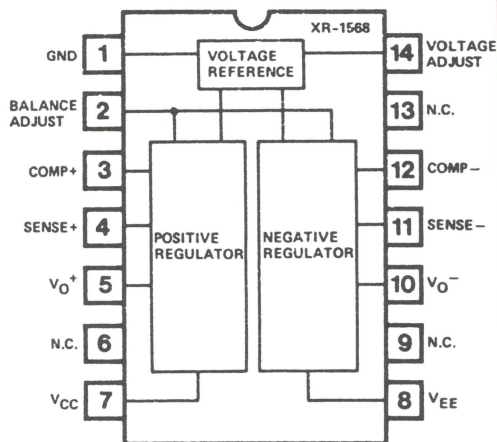 XR-1568
GND 1
VOLTAGE REFERENCE
14 VOLTAGE ADJUST
BALANCE ADJUST 2
13 N.C.
COMP+ 3
12 COMP-
SENSE+ 4
11 SENSE-
POSITIVE REGULATOR
NEGATIVE REGULATOR
VO+ 5
10 VO-
N.C. 6
9 N.C.
VCC 7
8 VEE